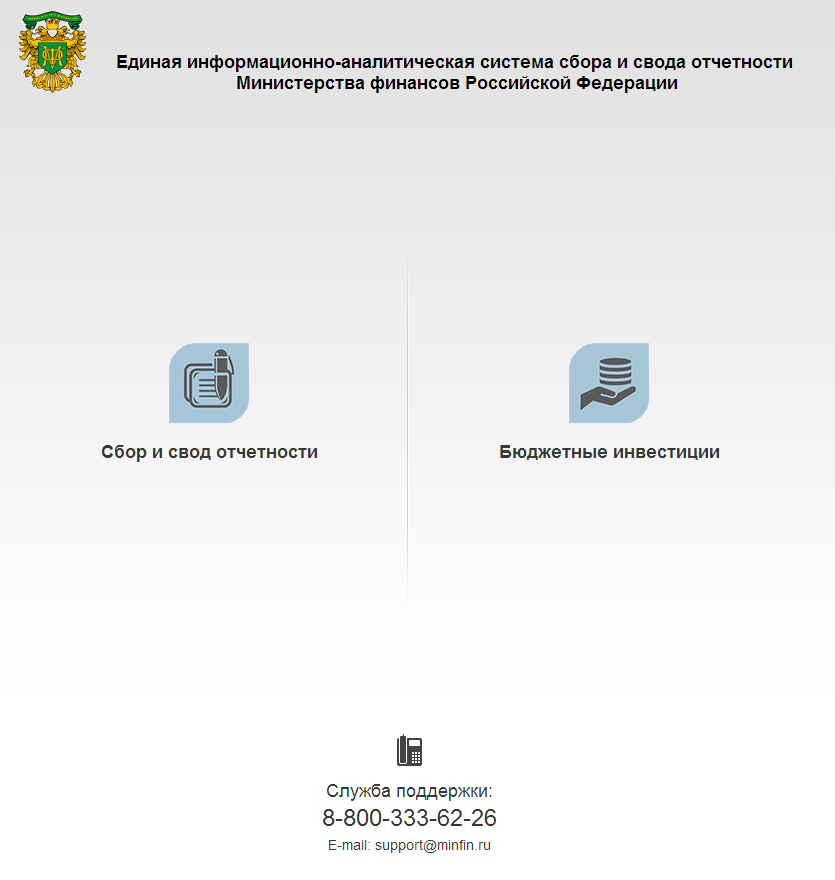 Единая информационно-аналитическая система сбора и свода отчетности
Министерства финансов Российской Федерации
Сбор и свод отчетности
Бюджетные инвестиции
Служба поддержки:
8-800-333-62-26
E-mail: support@minfin.ru